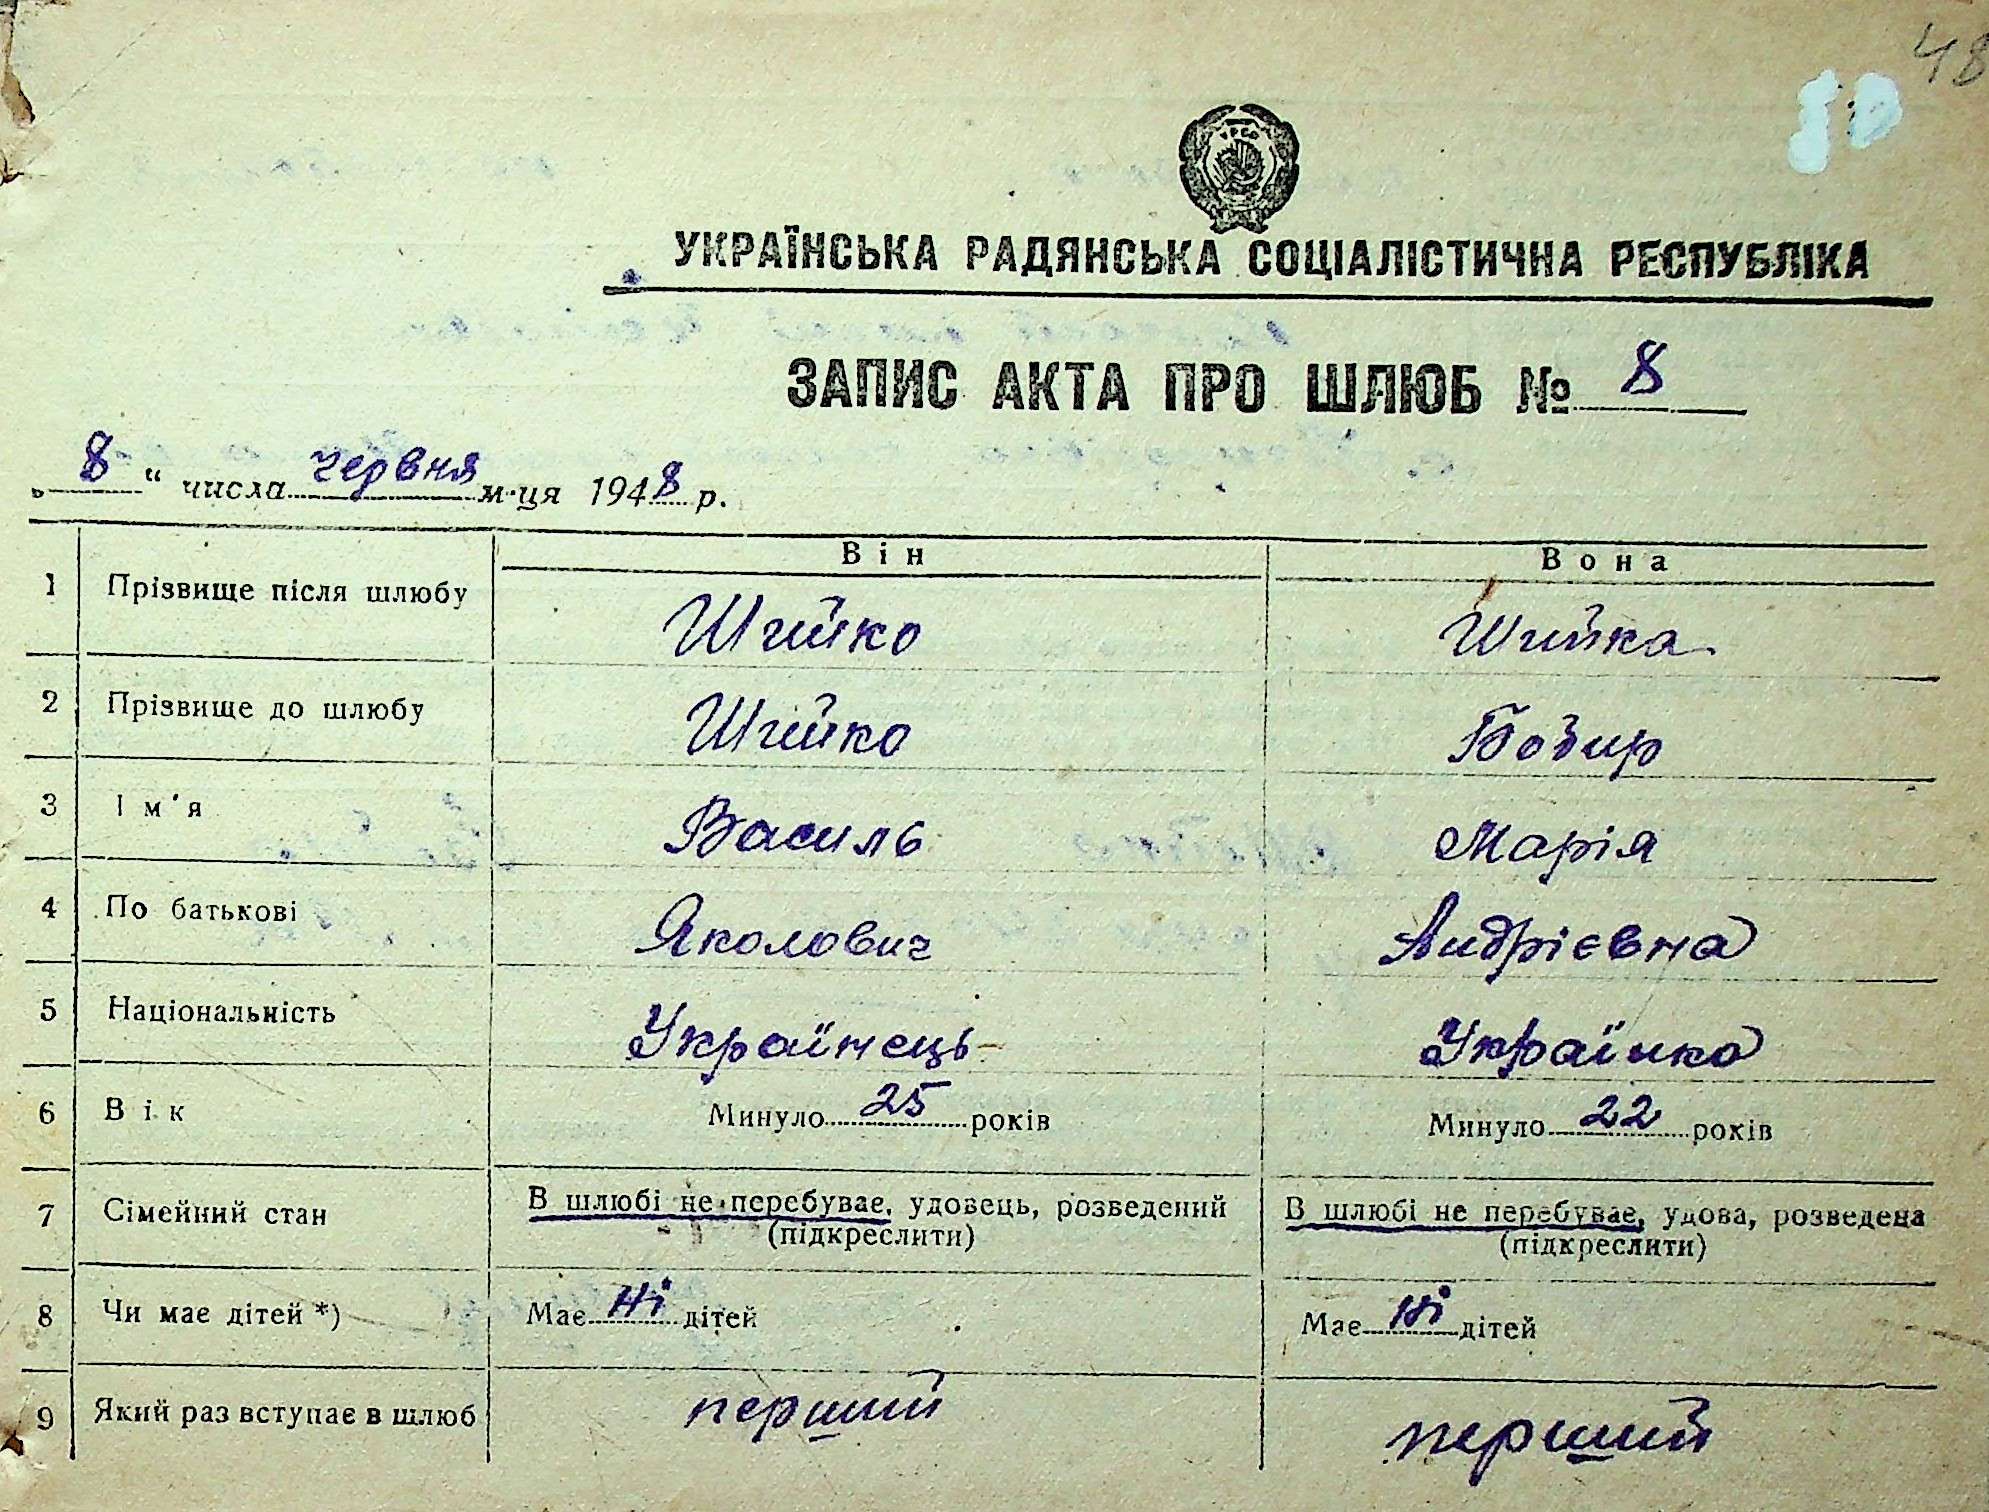 48
УКРАЇНСЬКА РАДЯНСЬКА СОЦІАЛІСТИЧНА РЕСПУБЛІКА
ЗАПИС АКТА ПРО ШЛЮБ № 8
„ 8 “ числа червня м-ця 1948 р.
Він Вона
1 Прізвище після шлюбу Шийко Шийка
2 Прізвище до шлюбу Шийко
3 Ім'я Василь Марія
4 По батькові Яколович Андрієвна
5 Національність Українець Українка
6 Вік Минуло 25 років Минуло 22 років
7 Сімейний стан В шлюбі не перебуває, удовець, розведений В шлюбі не перебуває, удова, розведена
(підкреслити) (підкреслити)
8 Чи має дітей *) Має ні дітей Має ні дітей
9 Який раз вступає в шлюб перший перший